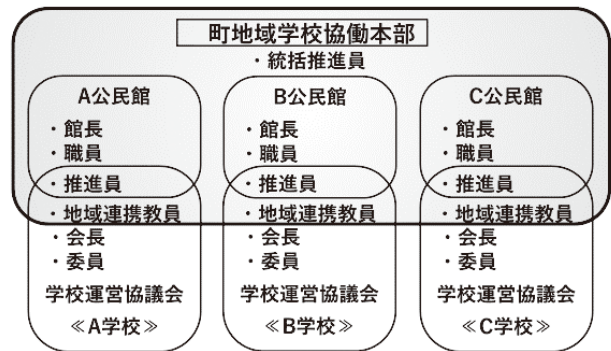 町地域学校協働本部
・統括推進員
A公民館
・館長
・職員
・推進員
・地域連携教員
・会長
・委員
学校運営協議会
≪A学校≫
B公民館
・館長
・職員
・推進員
・地域連携教員
・会長
・委員
学校運営協議会
≪B学校≫
C公民館
・館長
・職員
・推進員
・地域連携教員
・会長
・委員
学校運営協議会
≪C学校≫